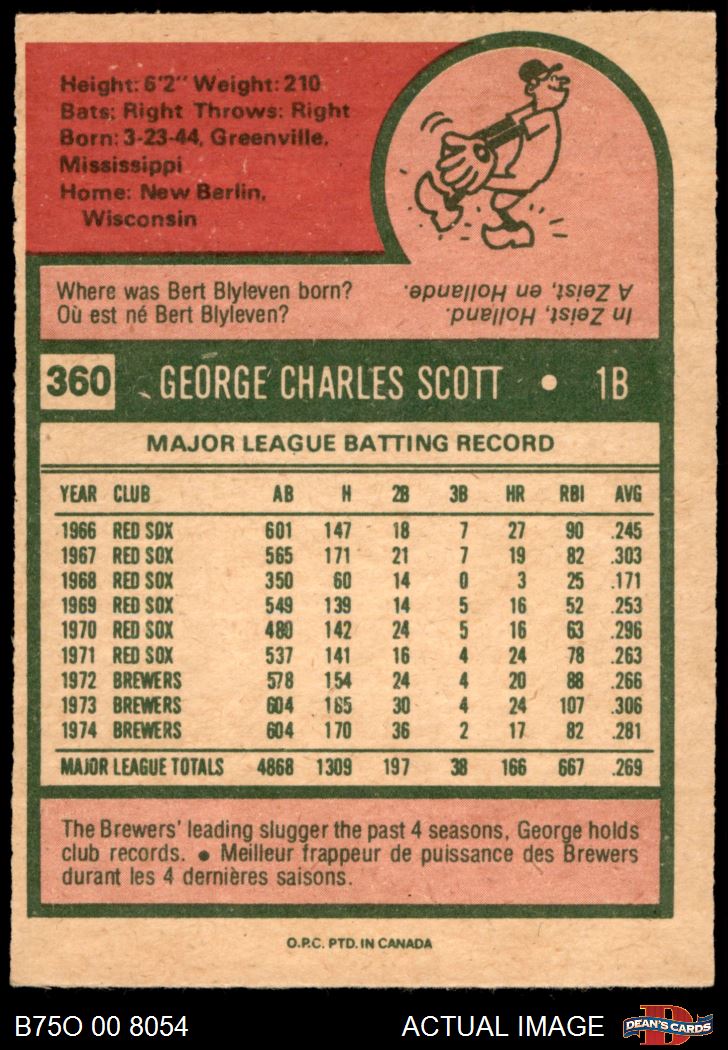 Height: 6'2" Weight: 210
Bats: Right Throws: Right
Born: 3-23-44, Greenville,
Mississippi
Home: New Berlin,
Wisconsin
Where was Bert Blyleven born?
Où est né Bert Blyleven?
In Zeist, Holland.
A Zeist, en Hollande.
360 GEORGE CHARLES SCOTT • 1B
MAJOR LEAGUE BATTING RECORD
YEAR CLUB AB H 2B 3B HR RBI AVG
1966 RED SOX 601 147 18 7 27 90 .245
1967 RED SOX 565 171 21 7 19 82 .303
1968 RED SOX 350 60 14 0 3 25 .171
1969 RED SOX 549 139 14 5 16 52 .253
1970 RED SOX 480 142 24 5 16 63 .296
1971 RED SOX 537 141 16 4 24 78 .263
1972 BREWERS 578 154 24 4 20 88 .266
1973 BREWERS 604 165 30 4 24 107 .306
1974 BREWERS 604 170 36 2 17 82 .281
MAJOR LEAGUE TOTALS 4868 1309 197 38 166 667 .269
The Brewers' leading slugger the past 4 seasons, George holds
club records. • Meilleur frappeur de puissance des Brewers
durant les 4 dernières saisons.
O.P.C. PTD. IN CANADA
B75O 00 8054 ACTUAL IMAGE
D
DEAN'S CARDS